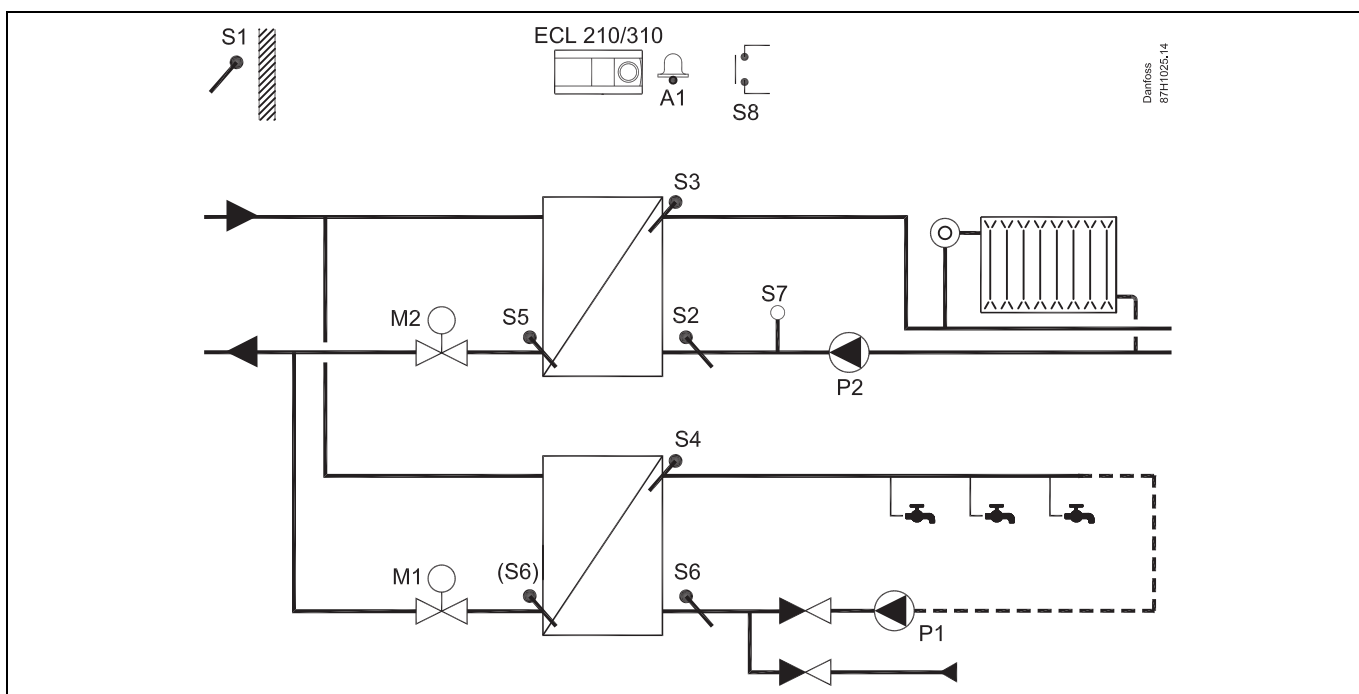 S1
ECL 210/310
A1
S8
Danfoss
87H1025.14
S3
M2
S5
S2
S7
P2
S4
M1
(S6)
S6
P1